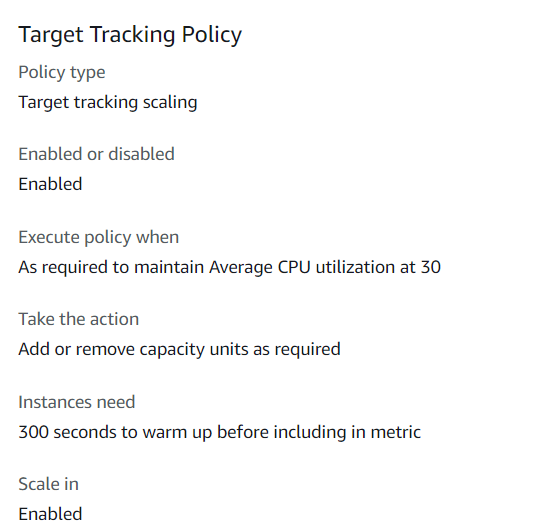 Target Tracking Policy
Policy type
Target tracking scaling
Enabled or disabled
Enabled
Execute policy when
As required to maintain Average CPU utilization at 30
Take the action
Add or remove capacity units as required
Instances need
300 seconds to warm up before including in metric
Scale in
Enabled